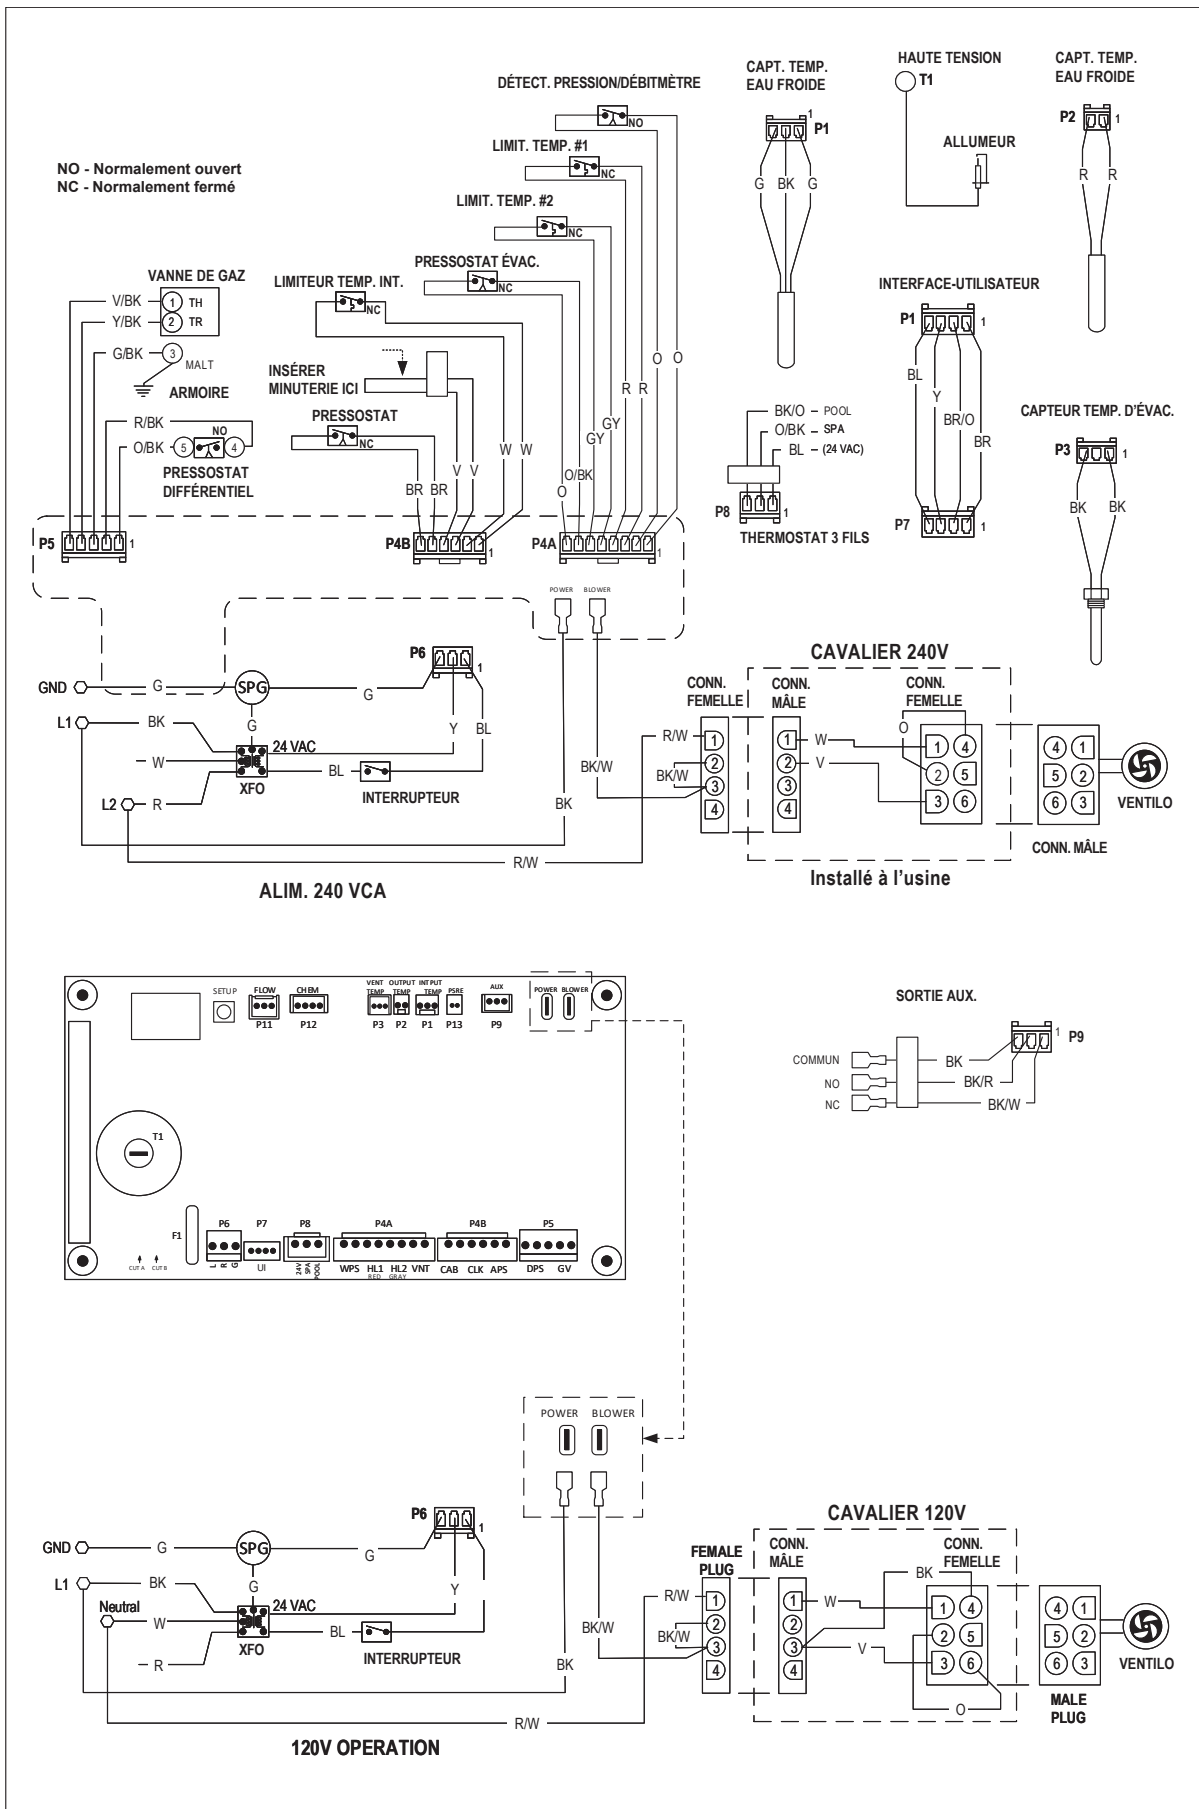 HAUTE TENSION
T1
ALLUMEUR
CAPT. TEMP.
EAU FROIDE
P1
1
G
BK
G
CAPT. TEMP.
EAU FROIDE
P2
1
R
R
DÉTECT. PRESSION/DÉBITMÈTRE
NO
LIMIT. TEMP. #1
NC
LIMIT. TEMP. #2
NC
PRESSOSTAT ÉVAC.
NC
NO - Normalement ouvert
NC - Normalement fermé
VANNE DE GAZ
V/BK
1
TH
Y/BK
2
TR
G/BK
3
MALT
ARMOIRE
R/BK
NO
O/BK
5
4
PRESSOSTAT
DIFFÉRENTIEL
LIMITEUR TEMP. INT.
NC
INSÉRER
MINUTERIE ICI
PRESSOSTAT
NC
BR
BR
V
V
W
W
O
O/BK
GY
GY
R
R
O
O
P5
1
P4B
1
P4A
1
POWER
BLOWER
INTERFACE-UTILISATEUR
P1
1
BL
Y
BR/O
BR
P7
1
BK/O
POOL
O/BK
SPA
BL
(24 VAC)
P8
1
THERMOSTAT 3 FILS
CAPTEUR TEMP. D'ÉVAC.
P3
1
BK
BK
P6
1
GND
G
SPG
G
L1
BK
G
Y
BL
24 VAC
W
XFO
BL
INTERRUPTEUR
L2
R
BK
BK/W
R/W
R/W
ALIM. 240 VCA
CAVALIER 240V
CONN.
FEMELLE
CONN.
MÂLE
CONN.
FEMELLE
1
2
3
4
BK/W
1
2
3
4
W
V
O
1
4
2
5
3
6
4
1
5
2
6
3
VENTILO
CONN. MÂLE
Installé à l'usine
SETUP
FLOW
P11
CHEM
P12
VENT
TEMP
P3
OUTPUT
TEMP
P2
INTPUT
TEMP
P1
PSRE
P13
AUX
P9
POWER
BLOWER
T1
F1
CUT A
CUT B
P6
L
R
G
P7
UI
P8
24V
SPA
POOL
P4A
WPS
HL1
RED
HL2
GRAY
VNT
P4B
CAB
CLK
APS
P5
DPS
GV
SORTIE AUX.
P9
1
COMMUN
BK
NO
BK/R
NC
BK/W
POWER
BLOWER
P6
1
GND
G
SPG
G
L1
BK
G
Y
Neutral
24 VAC
W
XFO
BL
INTERRUPTEUR
R
BK
BK/W
R/W
R/W
120V OPERATION
CAVALIER 120V
FEMALE
PLUG
CONN.
MÂLE
CONN.
FEMELLE
1
2
3
4
BK/W
1
2
3
4
BK
W
V
O
1
4
2
5
3
6
4
1
5
2
6
3
VENTILO
MALE
PLUG